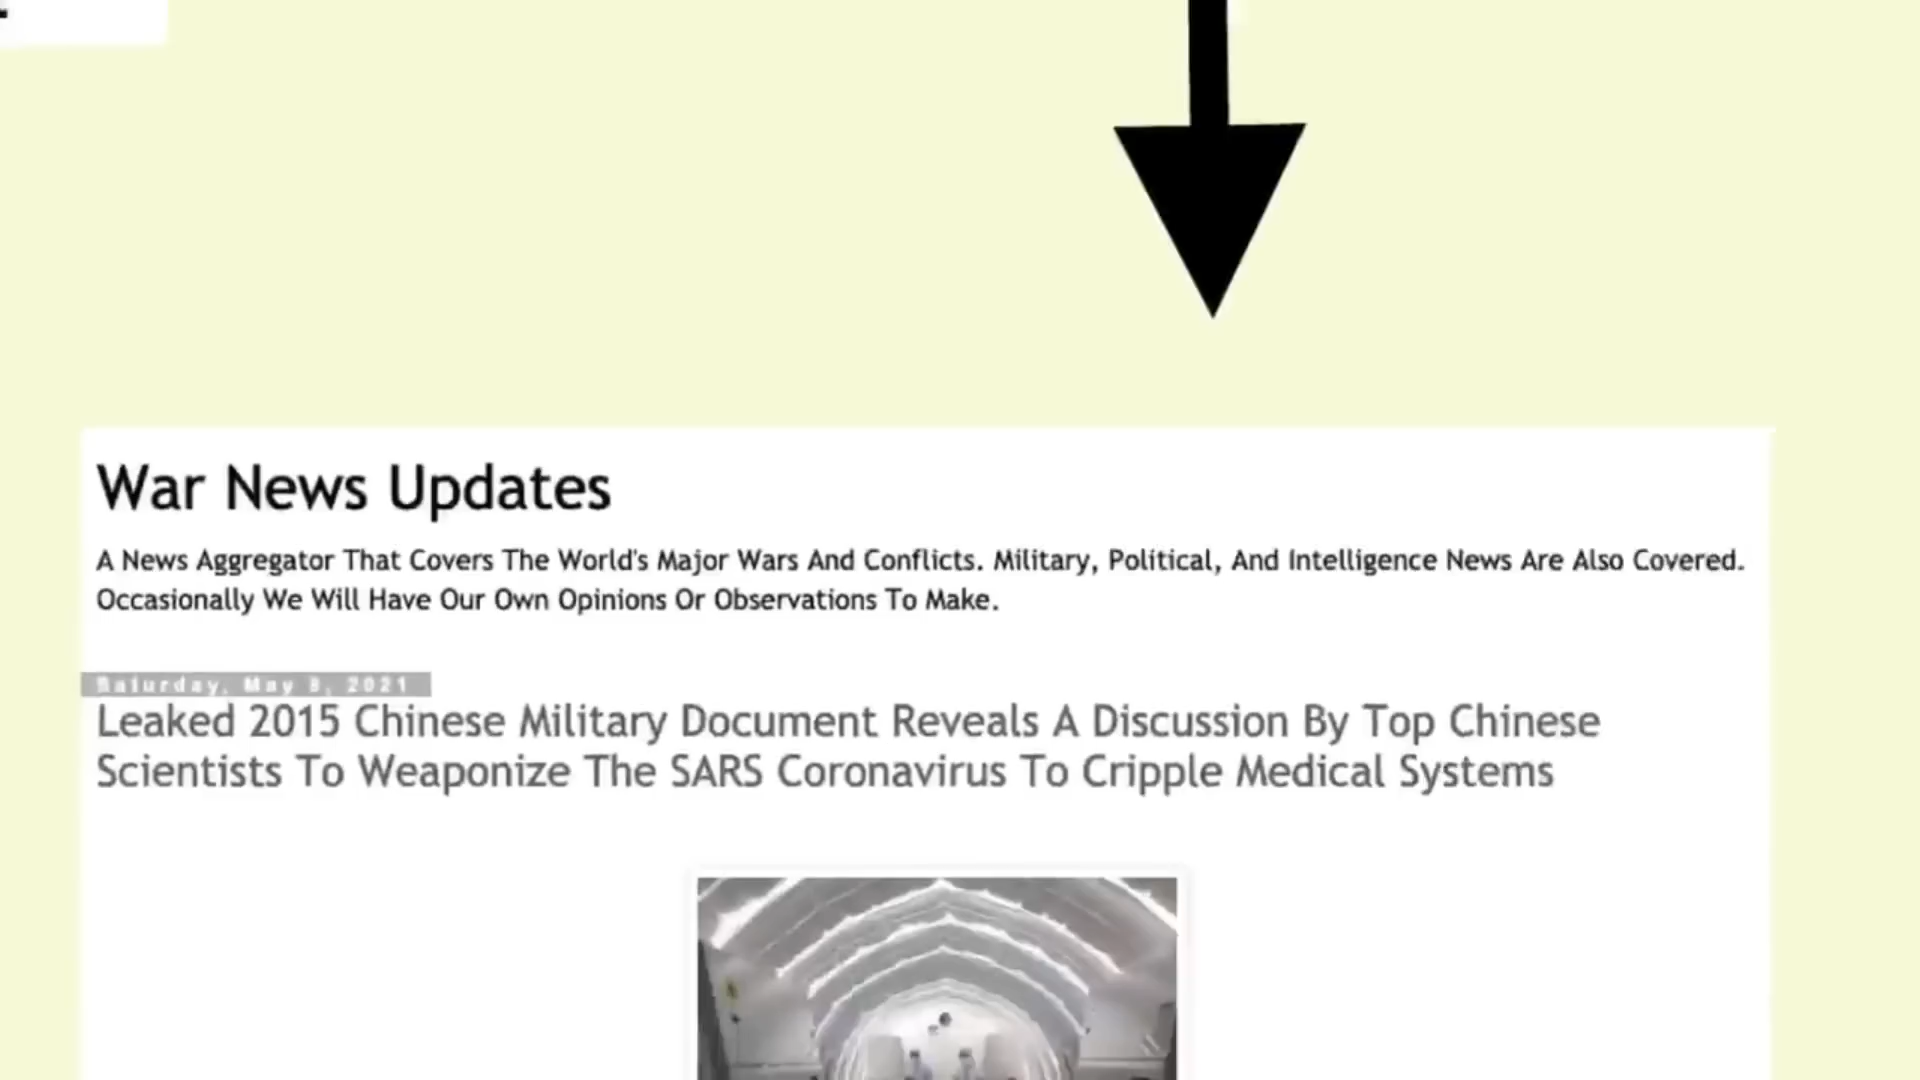 War News Updates
A News Aggregator That Covers The World's Major Wars And Conflicts. Military, Political, And Intelligence News Are Also Covered.
Occasionally We Will Have Our Own Opinions Or Observations To Make.
Saturday, May 8, 2021
Leaked 2015 Chinese Military Document Reveals A Discussion By Top Chinese
Scientists To Weaponize The SARS Coronavirus To Cripple Medical Systems